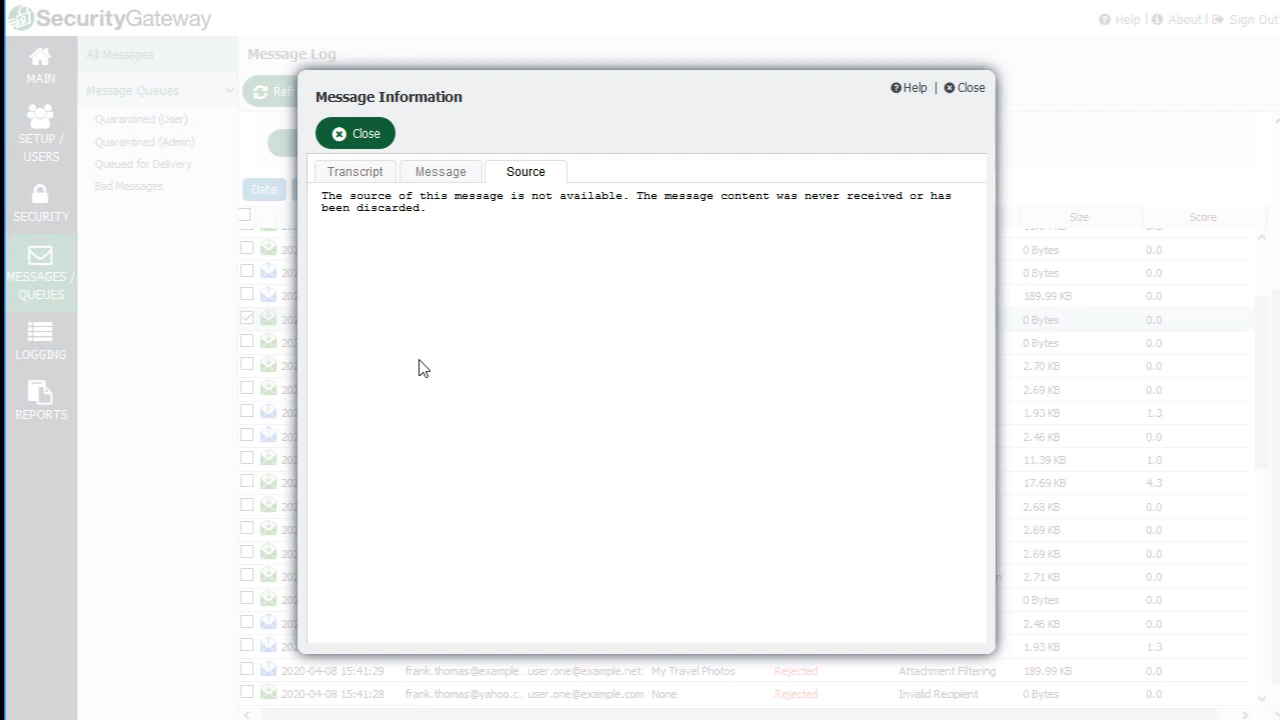 SecurityGateway
Help | About | Sign Out
MAIN
SETUP /
USERS
SECURITY
MESSAGES /
QUEUES
LOGGING
REPORTS
All Messages
Message Queues
Quarantined (User)
Quarantined (Admin)
Queued for Delivery
Bad Messages
Message Log
Refr
Date
Message Information
Help | Close
Close
Transcript
Message
Source
The source of this message is not available. The message content was never received or has
been discarded.
Size Score
0 Bytes 0.0
0 Bytes 0.0
189.99 KB 0.0
0 Bytes 0.0
0 Bytes 0.0
2.70 KB 0.0
2.69 KB 0.0
1.93 KB 1.3
2.46 KB 0.0
11.39 KB 1.0
17.69 KB 4.3
2.68 KB 0.0
2.69 KB 0.0
2.69 KB 0.0
2.71 KB 0.0
0 Bytes 0.0
2.46 KB 0.0
1.93 KB 1.3
2020-04-08 15:41:29 frank.thomas@example... user.one@example.net My Travel Photos Rejected Attachment Filtering 189.99 KB 0.0
2020-04-08 15:41:28 frank.thomas@yahoo.c... user.one@example.com None Rejected Invalid Recipient 0 Bytes 0.0